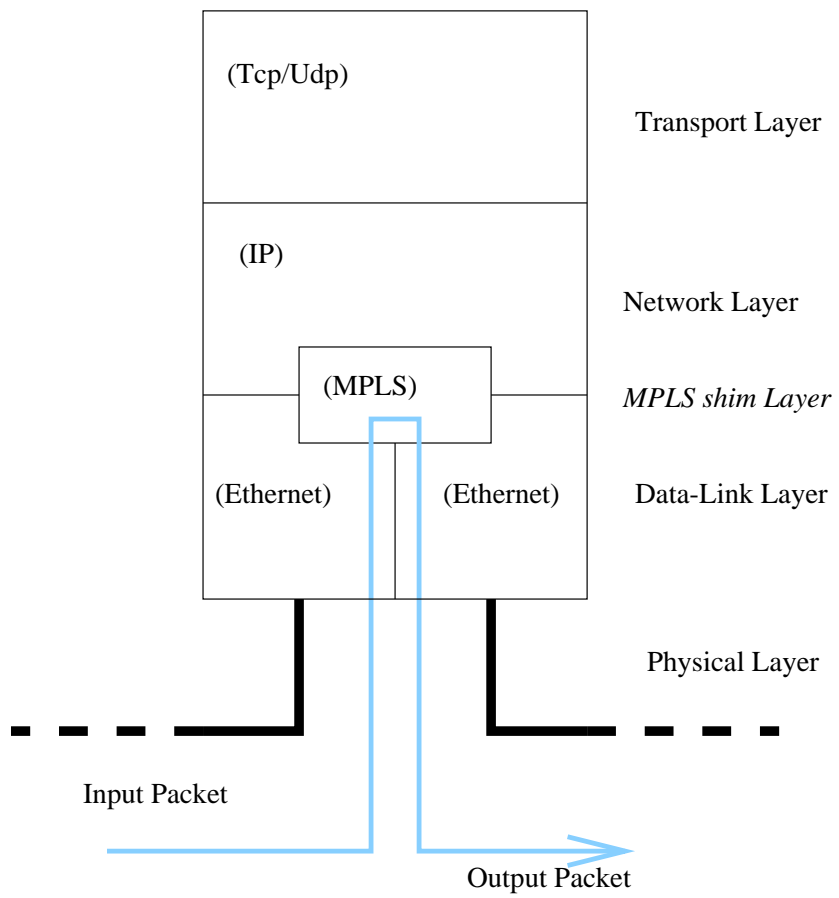 (Tcp/Udp)
Transport Layer
(IP)
Network Layer
(MPLS)
MPLS shim Layer
(Ethernet)
(Ethernet)
Data-Link Layer
Physical Layer
Input Packet
Output Packet